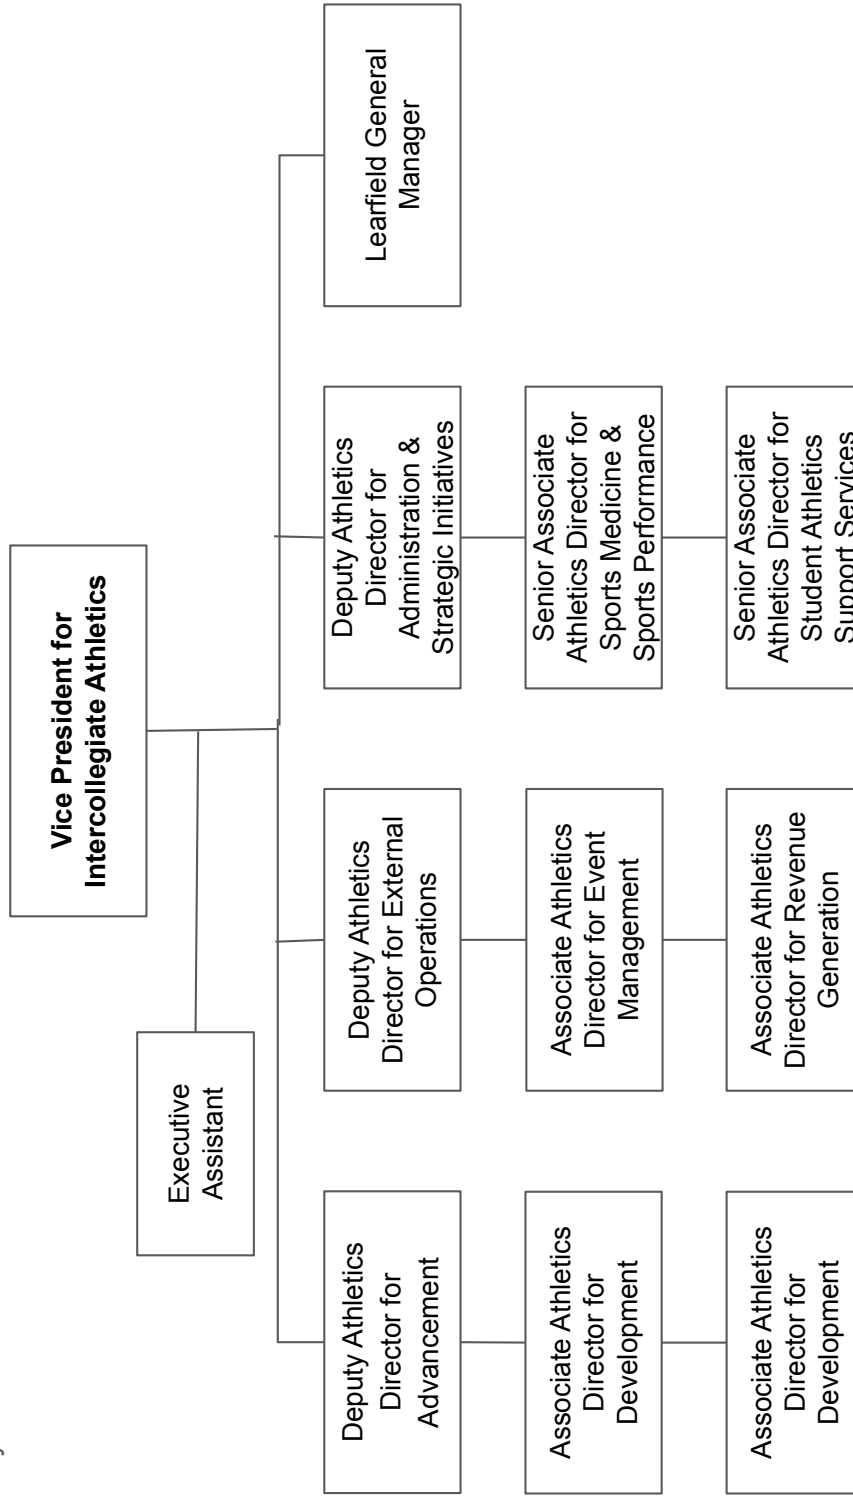 Vice President for
Intercollegiate Athletics
Executive
Assistant
Deputy Athletics
Director for
Advancement
Deputy Athletics
Director for External
Operations
Deputy Athletics
Director for
Administration &
Strategic Initiatives
Learfield General
Manager
Associate Athletics
Director for
Development
Associate Athletics
Director for Event
Management
Senior Associate
Athletics Director for
Sports Medicine &
Sports Performance
Associate Athletics
Director for
Development
Associate Athletics
Director for Revenue
Generation
Senior Associate
Athletics Director for
Student Athletics
Support Services